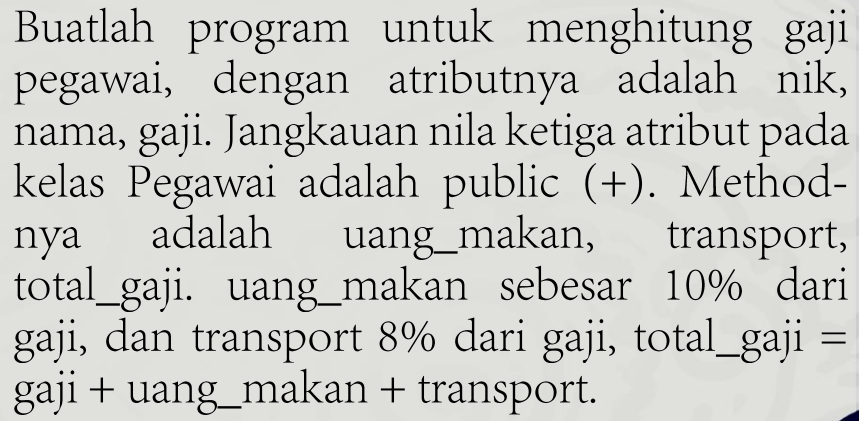 Buatlah program untuk menghitung gaji
pegawai, dengan atributnya adalah nik,
nama, gaji. Jangkauan nila ketiga atribut pada
kelas Pegawai adalah public (+). Method-
nya adalah uang_makan, transport,
total_gaji. uang_makan sebesar 10% dari
gaji, dan transport 8% dari gaji, total_gaji =
gaji + uang_makan + transport.